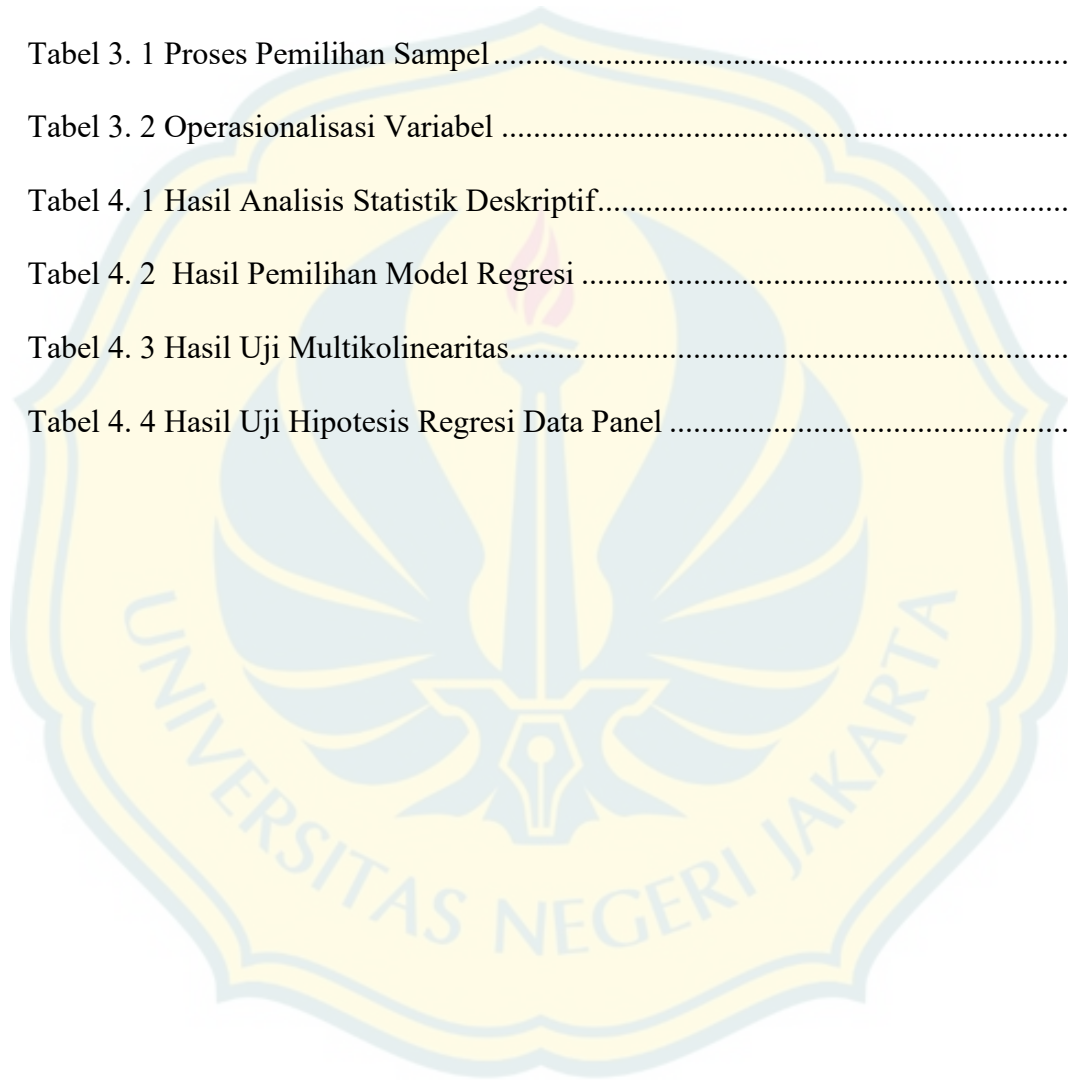 Tabel 3. 1 Proses Pemilihan Sampel........................................................................
Tabel 3. 2 Operasionalisasi Variabel ......................................................................
Tabel 4. 1 Hasil Analisis Statistik Deskriptif..........................................................
Tabel 4. 2  Hasil Pemilihan Model Regresi ............................................................
Tabel 4. 3 Hasil Uji Multikolinearitas.....................................................................
Tabel 4. 4 Hasil Uji Hipotesis Regresi Data Panel .................................................
UNIVERSITAS NEGERI JAKARTA